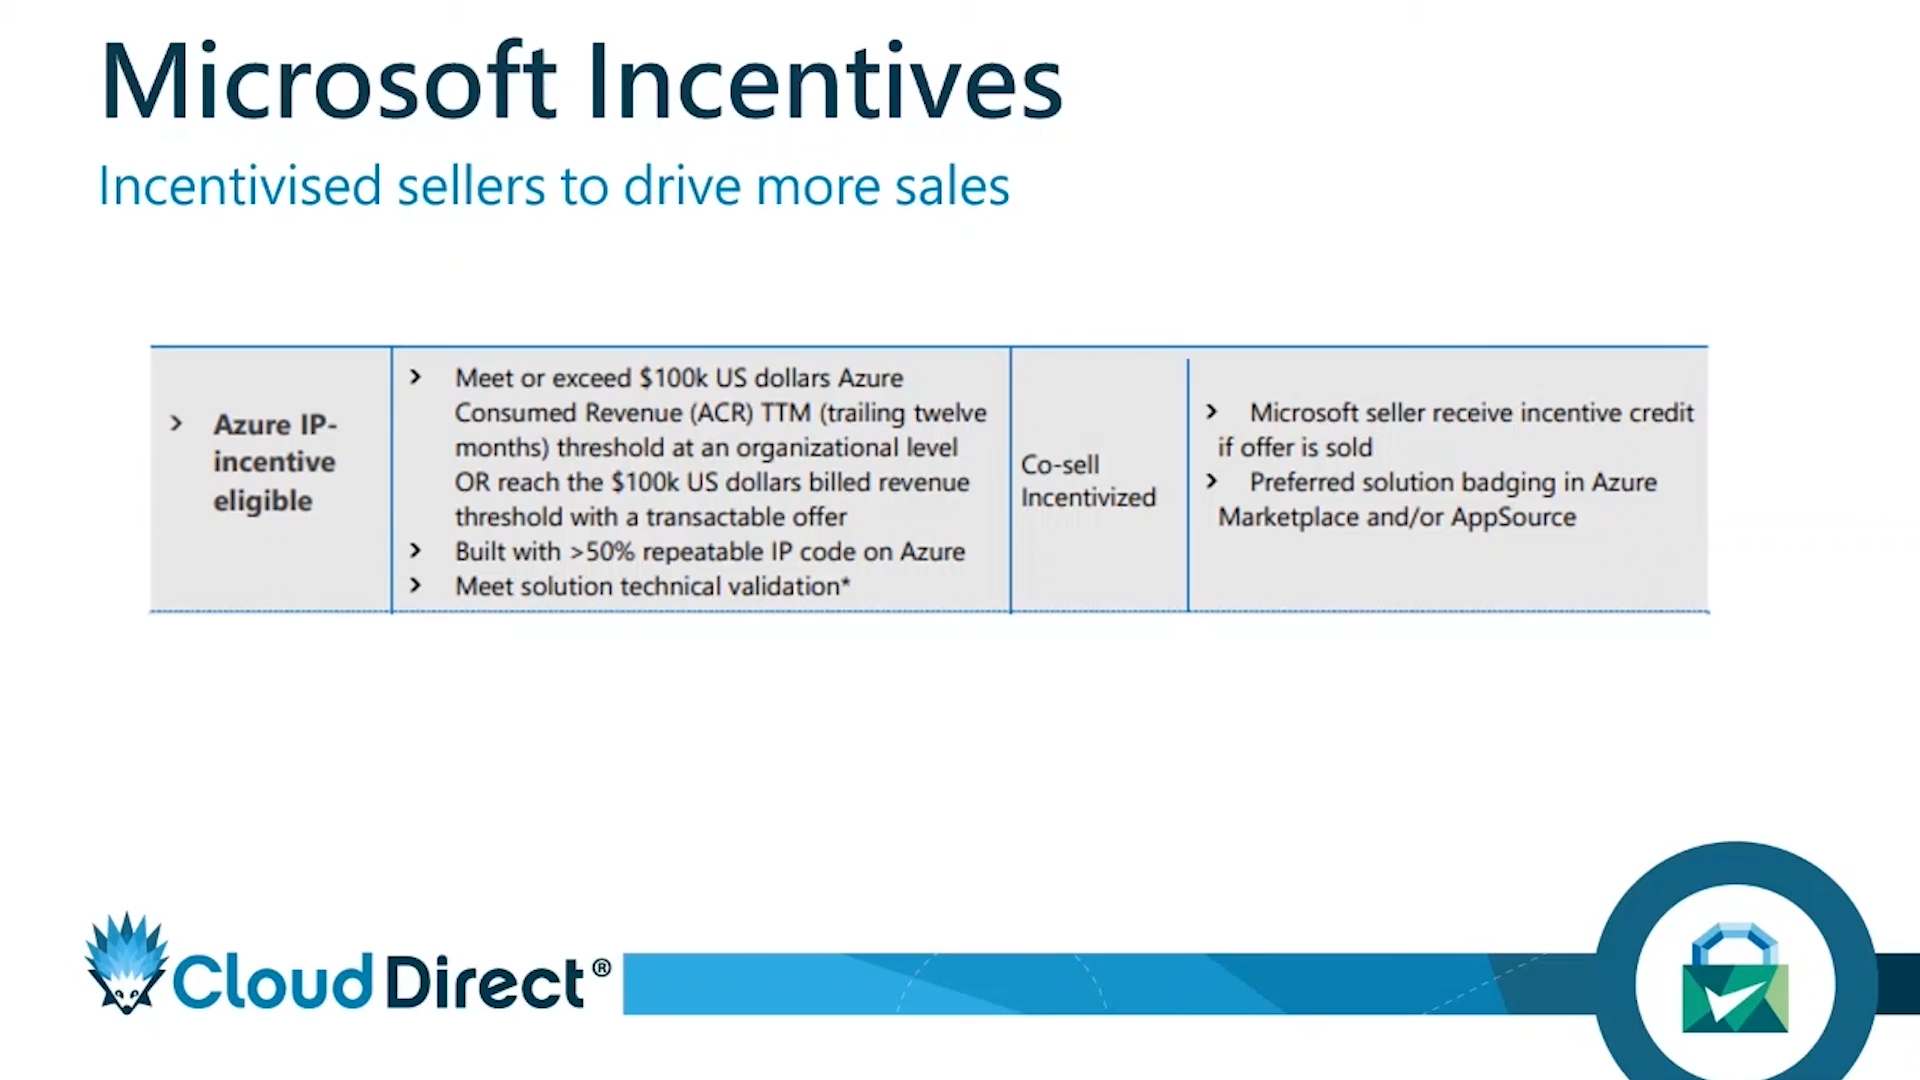 Microsoft Incentives
Incentivised sellers to drive more sales
> Azure IP-
incentive
eligible
> Meet or exceed $100k US dollars Azure
Consumed Revenue (ACR) TTM (trailing twelve
months) threshold at an organizational level
OR reach the $100k US dollars billed revenue
threshold with a transactable offer
> Built with >50% repeatable IP code on Azure
> Meet solution technical validation*
Co-sell
Incentivized
> Microsoft seller receive incentive credit
if offer is sold
> Preferred solution badging in Azure
Marketplace and/or AppSource
Cloud Direct®